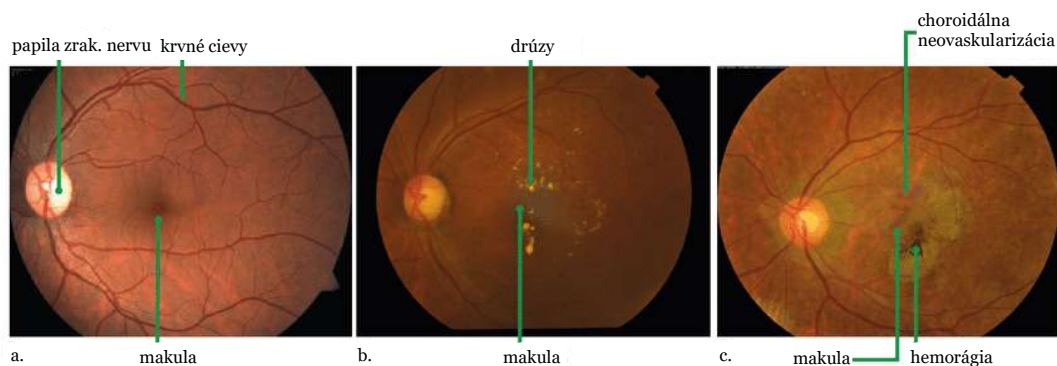 papila zrak. nervu
krvné cievy
drúzy
choroidálna
neovaskularizácia
a.
makula
b.
makula
c.
makula
hemorágia